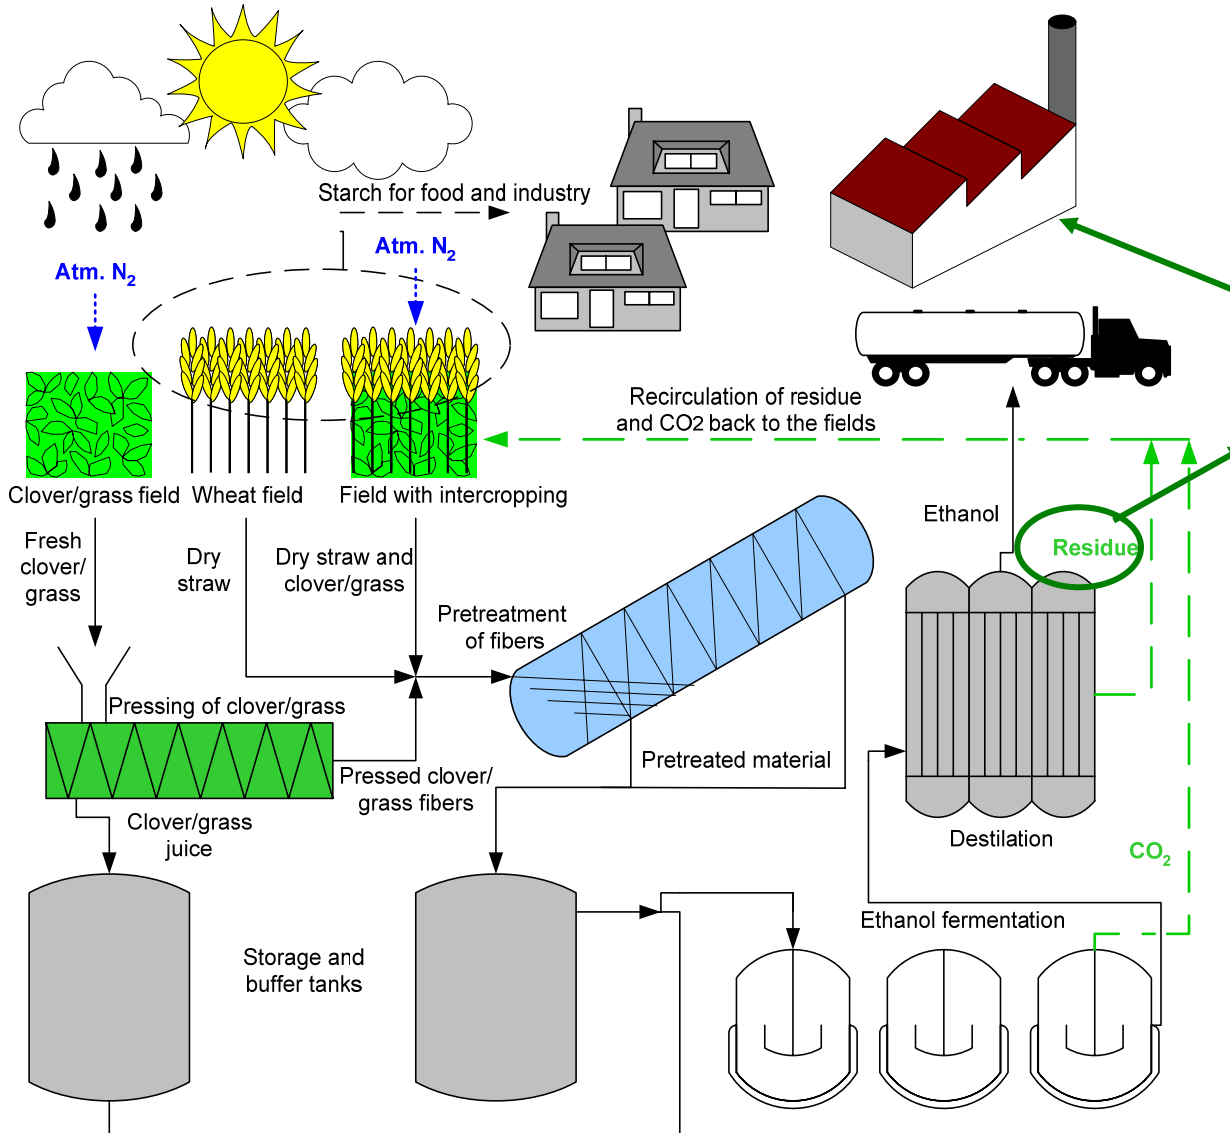 Starch for food and industry
Atm. N2
Atm. N2
Recirculation of residue
and CO2 back to the fields
Clover/grass field
Wheat field
Field with intercropping
Ethanol
Residue
Fresh
clover/
grass
Dry
straw
Dry straw and
clover/grass
Pretreatment
of fibers
Pressing of clover/grass
Pretreated material
Pressed clover/
grass fibers
Clover/grass
juice
Destilation
CO2
Ethanol fermentation
Storage and
buffer tanks